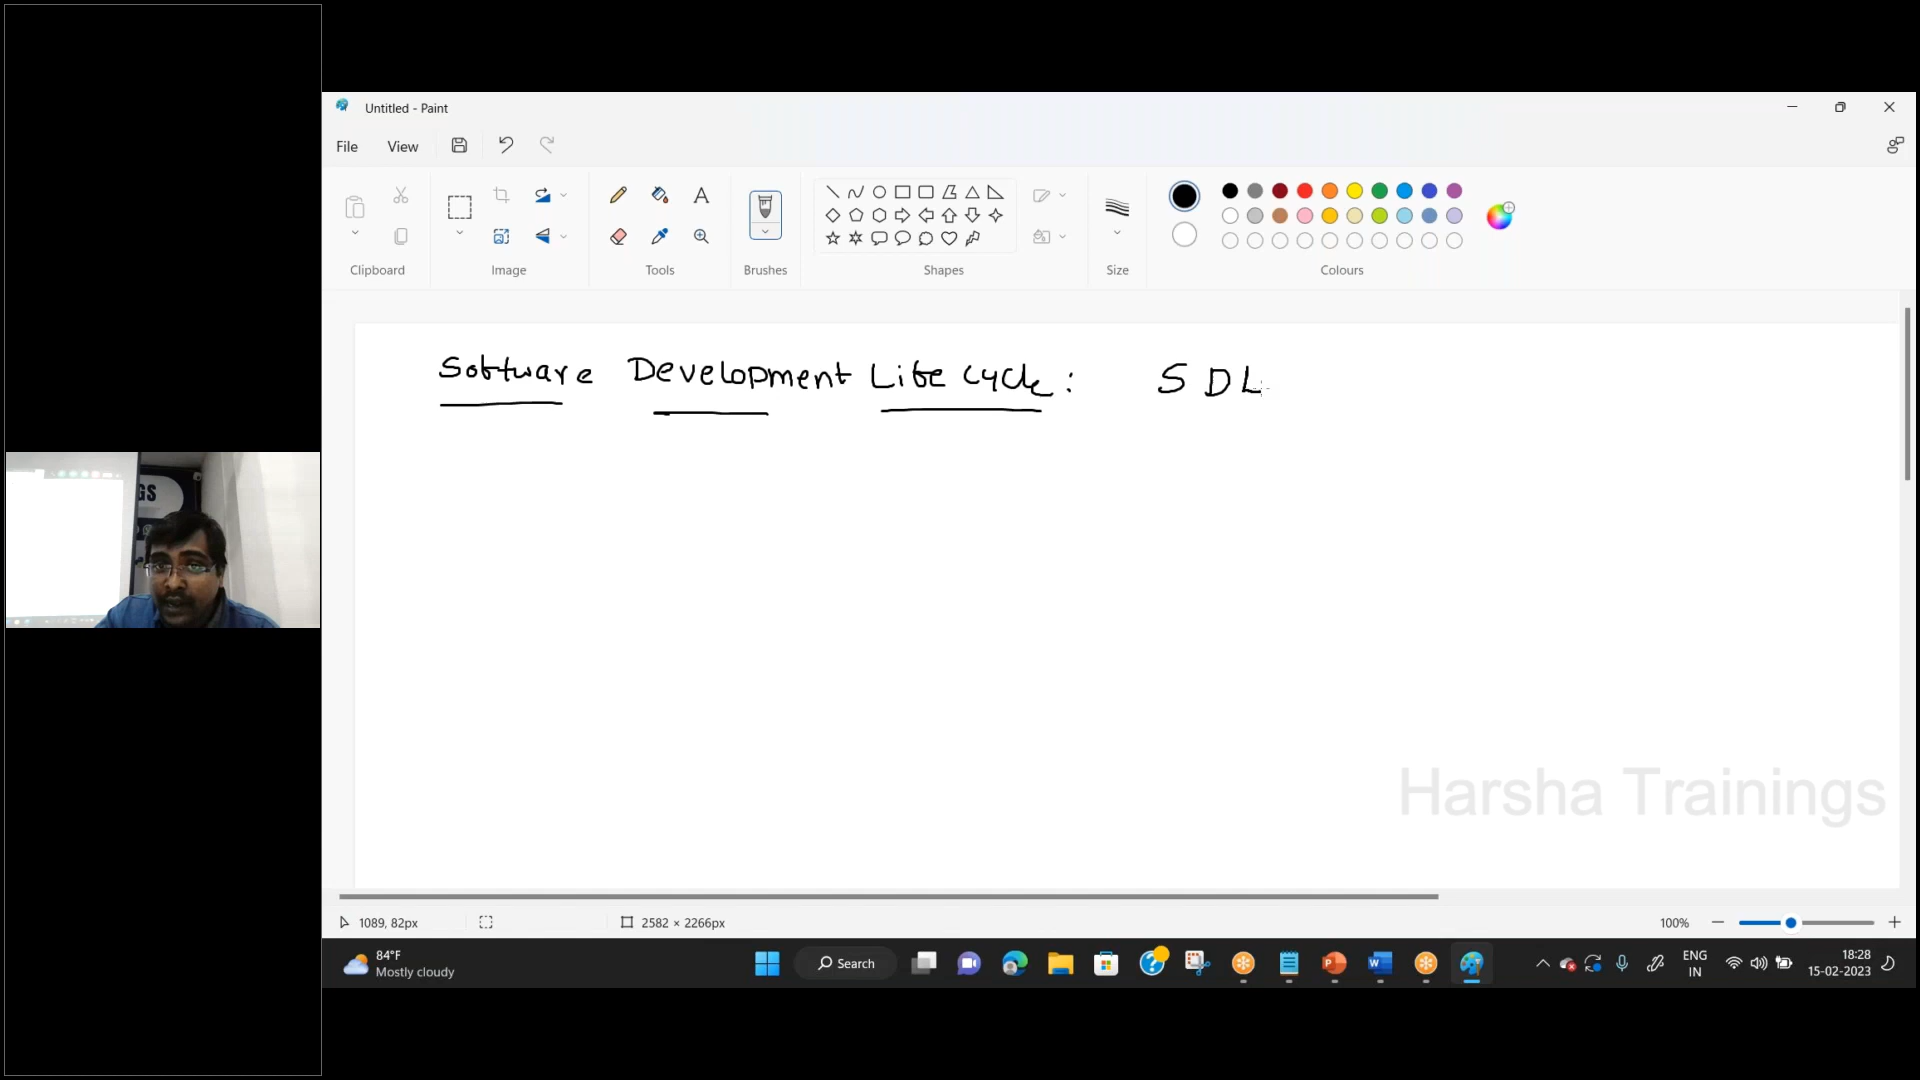 Untitled - Paint
File View
Clipboard Image Tools Brushes Shapes Size Colours
Software Development Life Cycle: S D L
GS
Harsha Trainings
1089, 82px 2582 × 2266px 100%
84°F
Mostly cloudy
Search
ENG
IN
18:28
15-02-2023